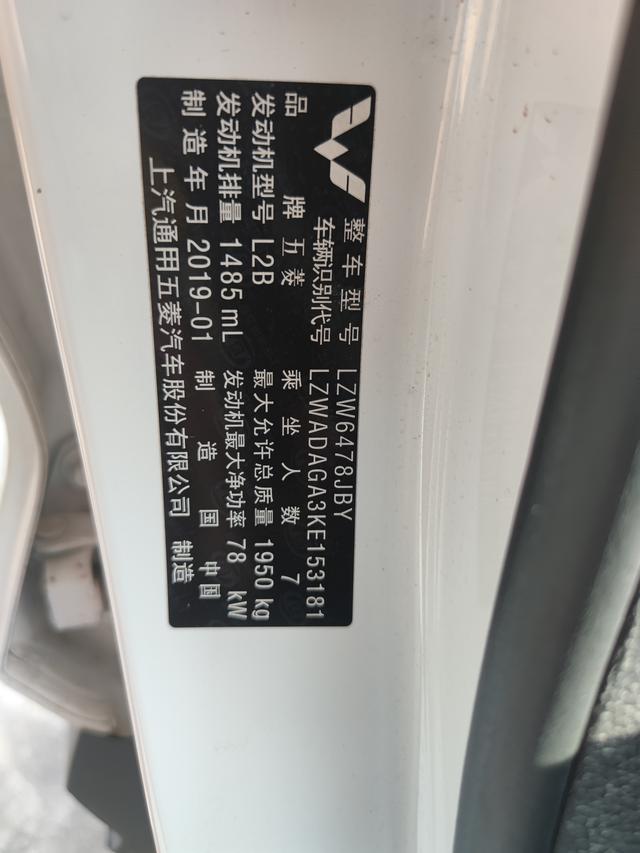 整车型号 LZW6478JBY
车辆识别代号 LZWADAGA3KE153181
品牌 五菱 乘坐人数 7
发动机型号 L2B 最大允许总质量 1950 kg
发动机排量 1485 mL 发动机最大净功率 78 kW
制造年月 2019-01 制造国 中国
上汽通用五菱汽车股份有限公司 制造